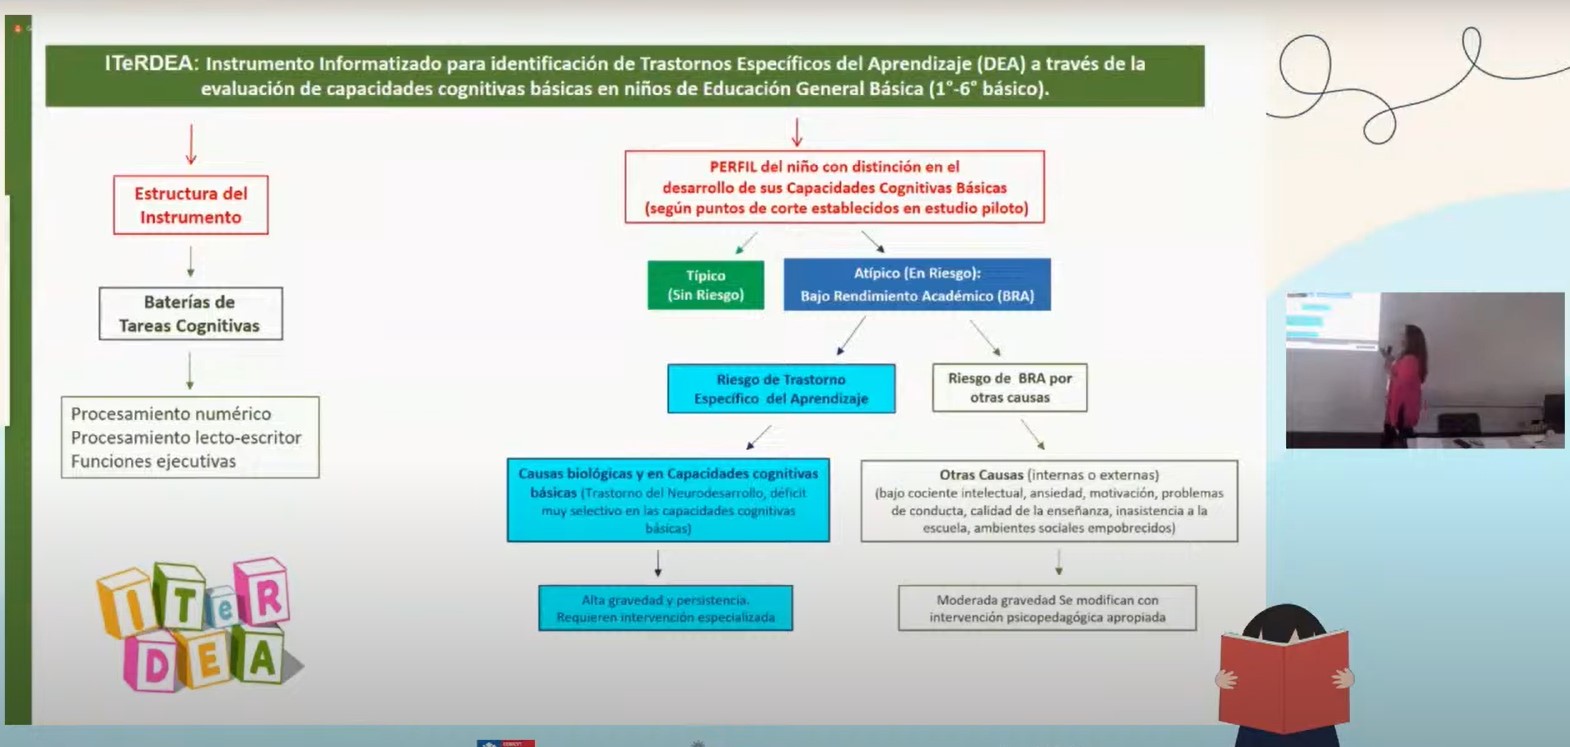 ITeRDEA: Instrumento Informatizado para identificación de Trastornos Específicos del Aprendizaje (DEA) a través de la
evaluación de capacidades cognitivas básicas en niños de Educación General Básica (1°-6° básico).
Estructura del
Instrumento
Baterías de
Tareas Cognitivas
Procesamiento numérico
Procesamiento lecto-escritor
Funciones ejecutivas
PERFIL del niño con distinción en el
desarrollo de sus Capacidades Cognitivas Básicas
(según puntos de corte establecidos en estudio piloto)
Típico
(Sin Riesgo)
Atípico (En Riesgo):
Bajo Rendimiento Académico (BRA)
Riesgo de Trastorno
Específico del Aprendizaje
Riesgo de BRA por
otras causas
Causas biológicas y en Capacidades cognitivas
básicas (Trastorno del Neurodesarrollo, déficit
muy selectivo en las capacidades cognitivas
básicas)
Otras Causas (internas o externas)
(bajo cociente intelectual, ansiedad, motivación, problemas
de conducta, calidad de la enseñanza, inasistencia a la
escuela, ambientes sociales empobrecidos)
Alta gravedad y persistencia.
Requieren intervención especializada
Moderada gravedad Se modifican con
intervención psicopedagógica apropiada
ITeR
DEA